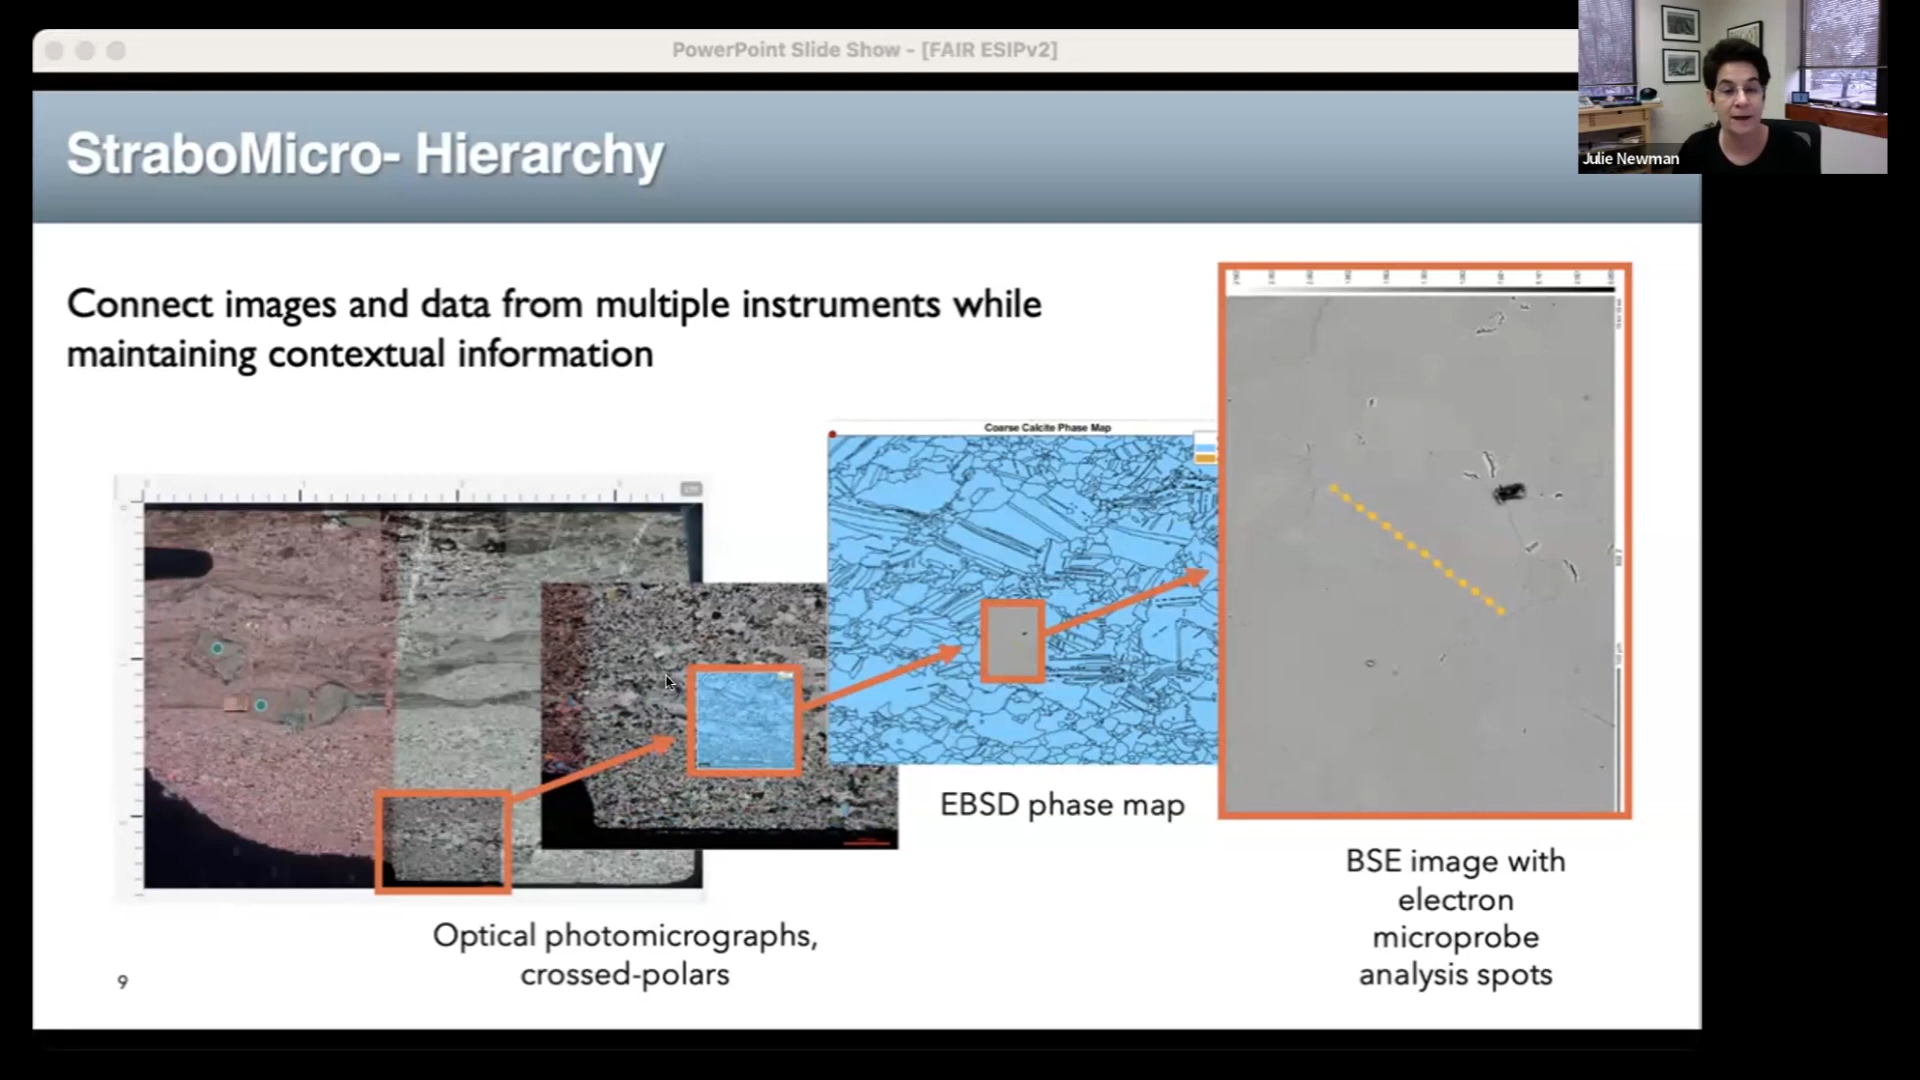 PowerPoint Slide Show - [FAIR ESIPv2]
Julie Newman
StraboMicro- Hierarchy
Connect images and data from multiple instruments while
maintaining contextual information
Coarse Calcite Phase Map
cm
EBSD phase map
BSE image with
electron
microprobe
analysis spots
Optical photomicrographs,
crossed-polars
9